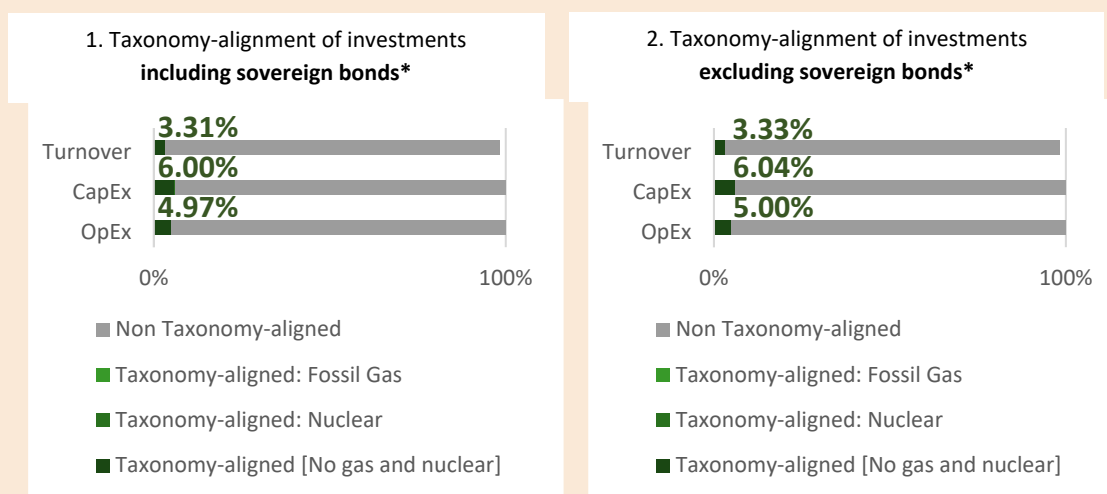 1. Taxonomy-alignment of investments
including sovereign bonds*
3.31%
Turnover
6.00%
CapEx
4.97%
OpEx
0% 100%
Non Taxonomy-aligned
Taxonomy-aligned: Fossil Gas
Taxonomy-aligned: Nuclear
Taxonomy-aligned [No gas and nuclear]
2. Taxonomy-alignment of investments
excluding sovereign bonds*
3.33%
Turnover
6.04%
CapEx
5.00%
OpEx
0% 100%
Non Taxonomy-aligned
Taxonomy-aligned: Fossil Gas
Taxonomy-aligned: Nuclear
Taxonomy-aligned [No gas and nuclear]